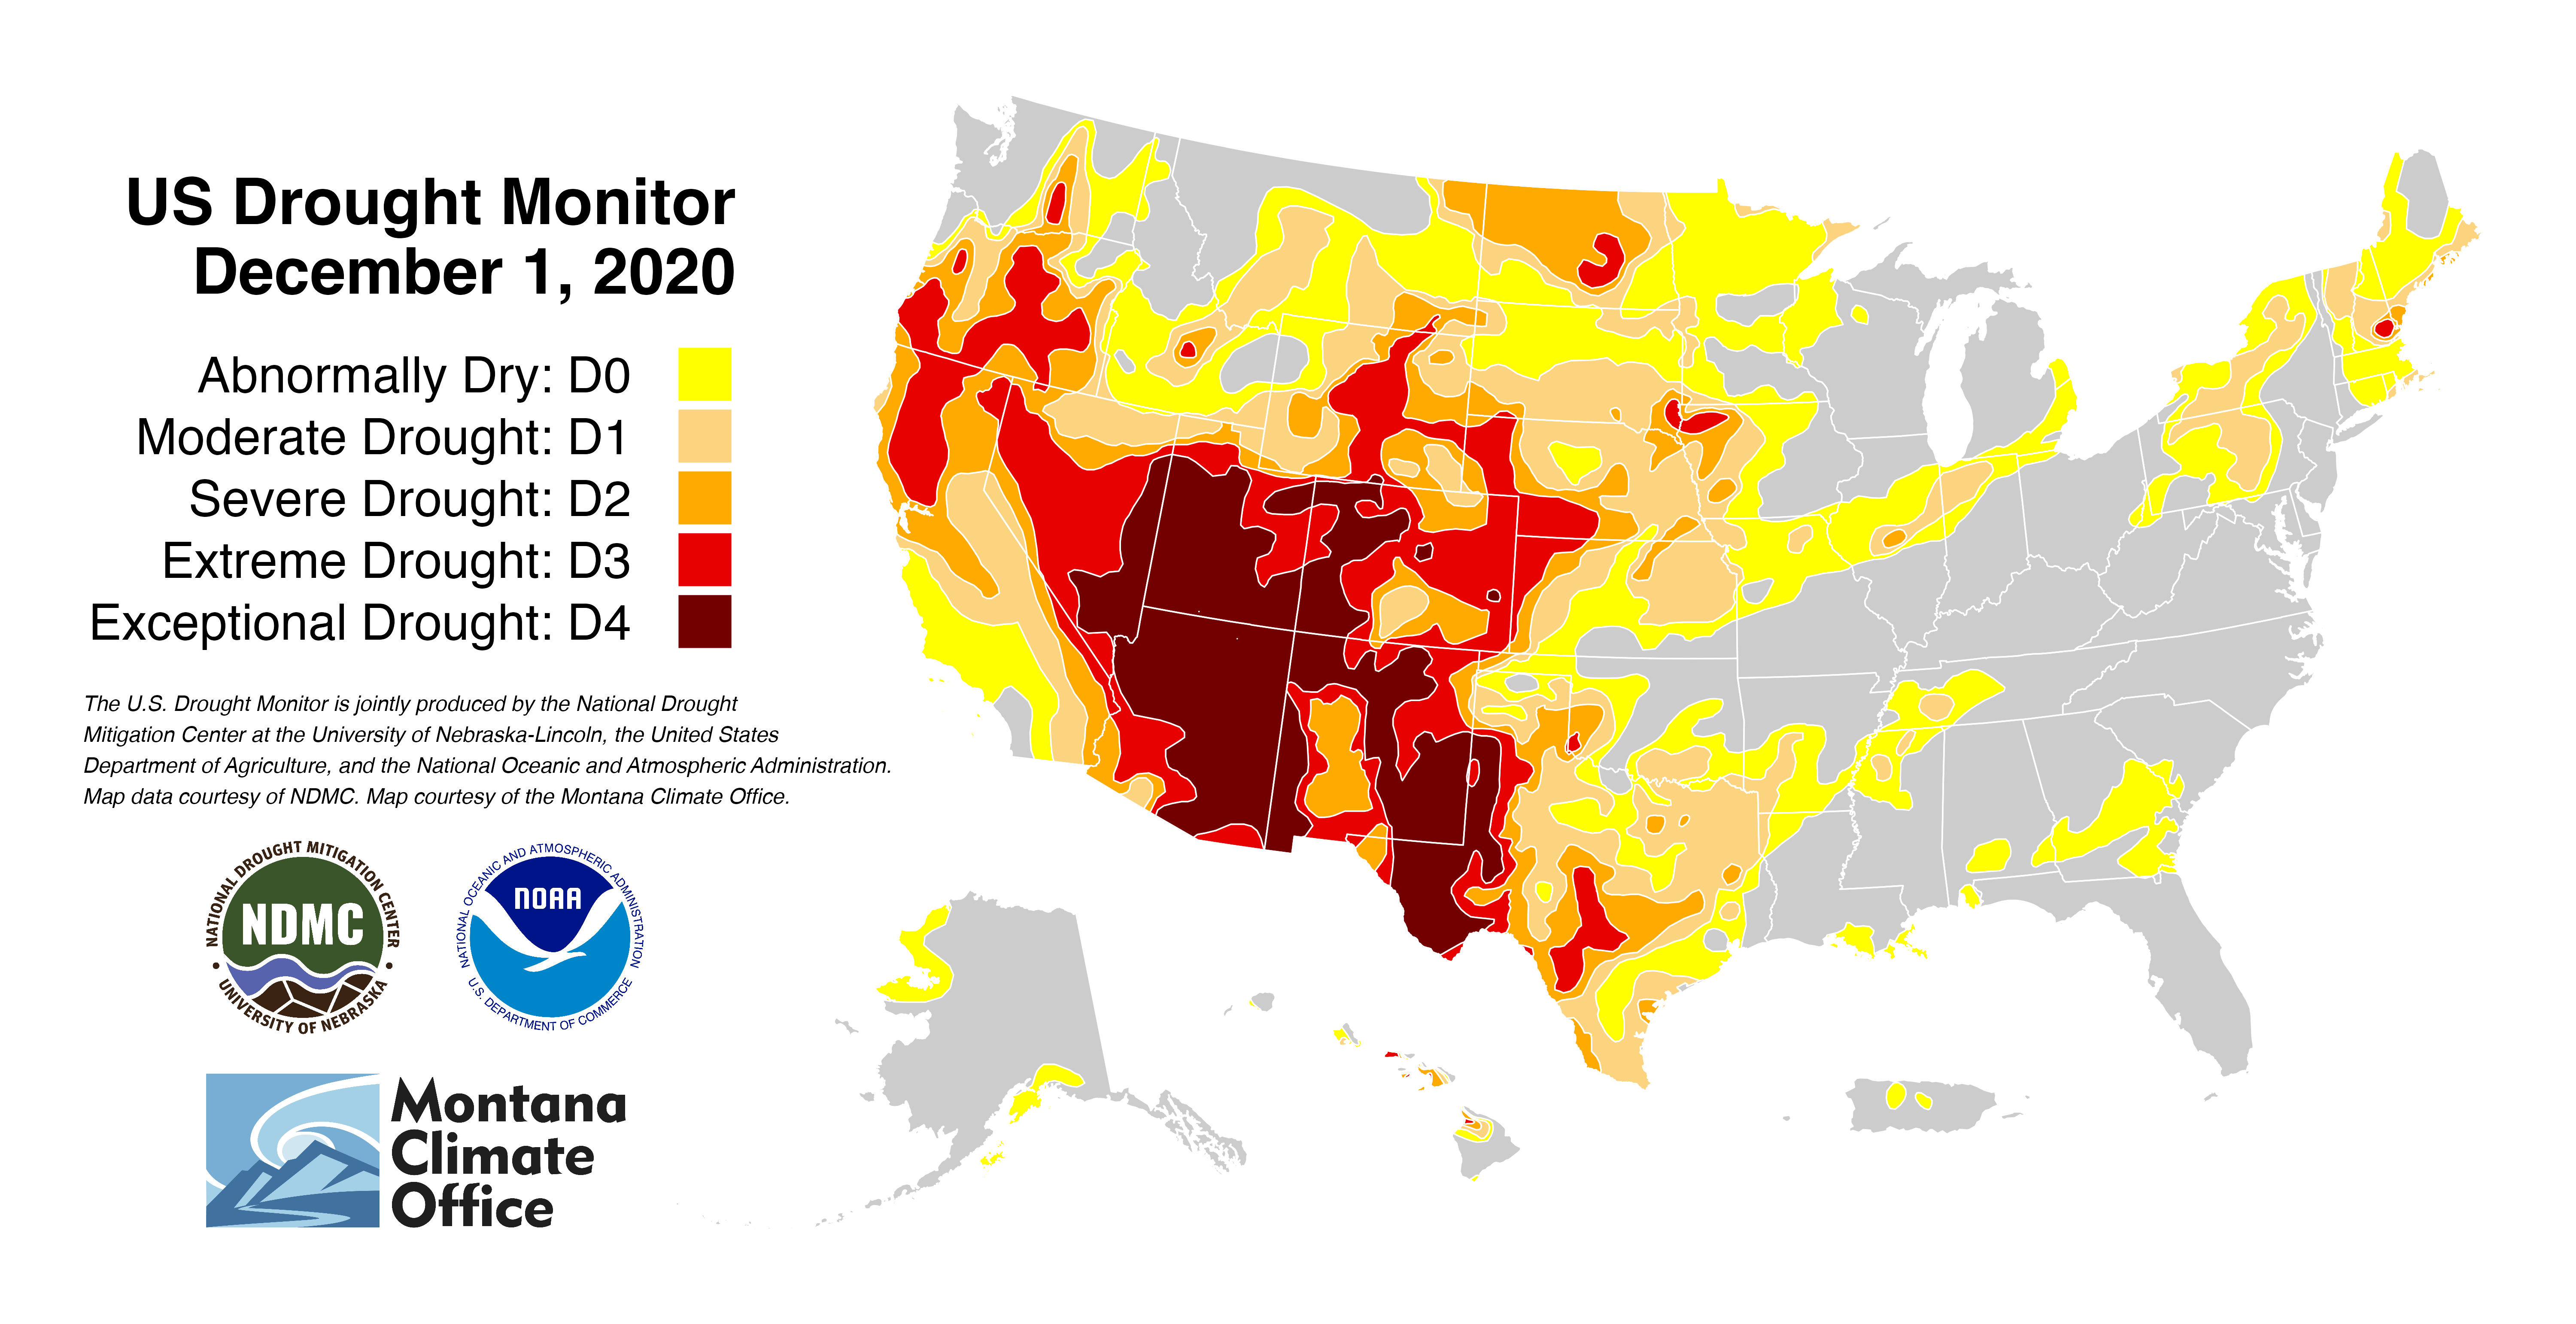 US Drought Monitor
December 1, 2020
Abnormally Dry: D0
Moderate Drought: D1
Severe Drought: D2
Extreme Drought: D3
Exceptional Drought: D4
The U.S. Drought Monitor is jointly produced by the National Drought
Mitigation Center at the University of Nebraska-Lincoln, the United States
Department of Agriculture, and the National Oceanic and Atmospheric Administration.
Map data courtesy of NDMC. Map courtesy of the Montana Climate Office.
NATIONAL DROUGHT MITIGATION CENTER
NDMC
• UNIVERSITY OF NEBRASKA •
NATIONAL OCEANIC AND ATMOSPHERIC ADMINISTRATION
NOAA
U.S. DEPARTMENT OF COMMERCE
Montana
Climate
Office